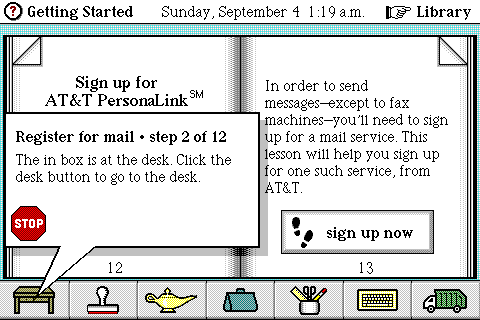 Getting Started
Sunday, September 4 1:19 a.m.
Library
Sign up for
AT&T PersonaLink℠
Register for mail • step 2 of 12
The in box is at the desk. Click the
desk button to go to the desk.
STOP
12
In order to send
messages–except to fax
machines–you'll need to sign
up for a mail service. This
lesson will help you sign up
for one such service, from
AT&T.
sign up now
13